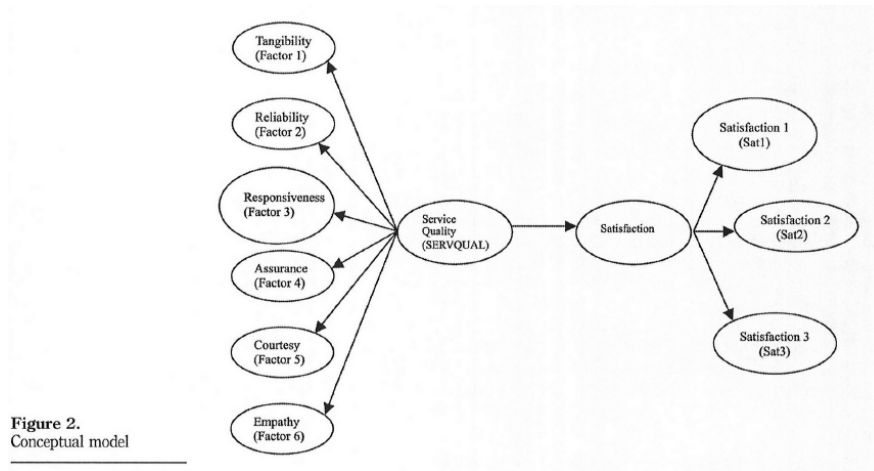 Tangibility
(Factor 1)
Reliability
(Factor 2)
Responsiveness
(Factor 3)
Assurance
(Factor 4)
Courtesy
(Factor 5)
Empathy
(Factor 6)
Service
Quality
(SERVQUAL)
Satisfaction
Satisfaction 1
(Sat1)
Satisfaction 2
(Sat2)
Satisfaction 3
(Sat3)
Figure 2.
Conceptual model